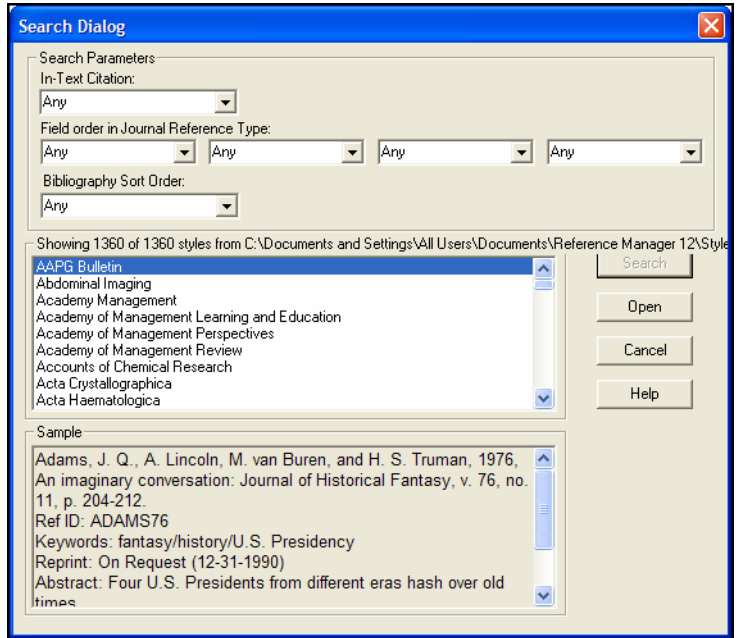 Search Dialog
Search Parameters
In-Text Citation:
Any
Field order in Journal Reference Type:
Any Any Any Any
Bibliography Sort Order:
Any
Showing 1360 of 1360 styles from C:\Documents and Settings\All Users\Documents\Reference Manager 12\Style
AAPG Bulletin
Abdominal Imaging
Academy Management
Academy of Management Learning and Education
Academy of Management Perspectives
Academy of Management Review
Accounts of Chemical Research
Acta Crystallographica
Acta Haematologica
Search
Open
Cancel
Help
Sample
Adams, J. Q., A. Lincoln, M. van Buren, and H. S. Truman, 1976,
An imaginary conversation: Journal of Historical Fantasy, v. 76, no.
11, p. 204-212.
Ref ID: ADAMS76
Keywords: fantasy/history/U.S. Presidency
Reprint: On Request (12-31-1990)
Abstract: Four U.S. Presidents from different eras hash over old
times